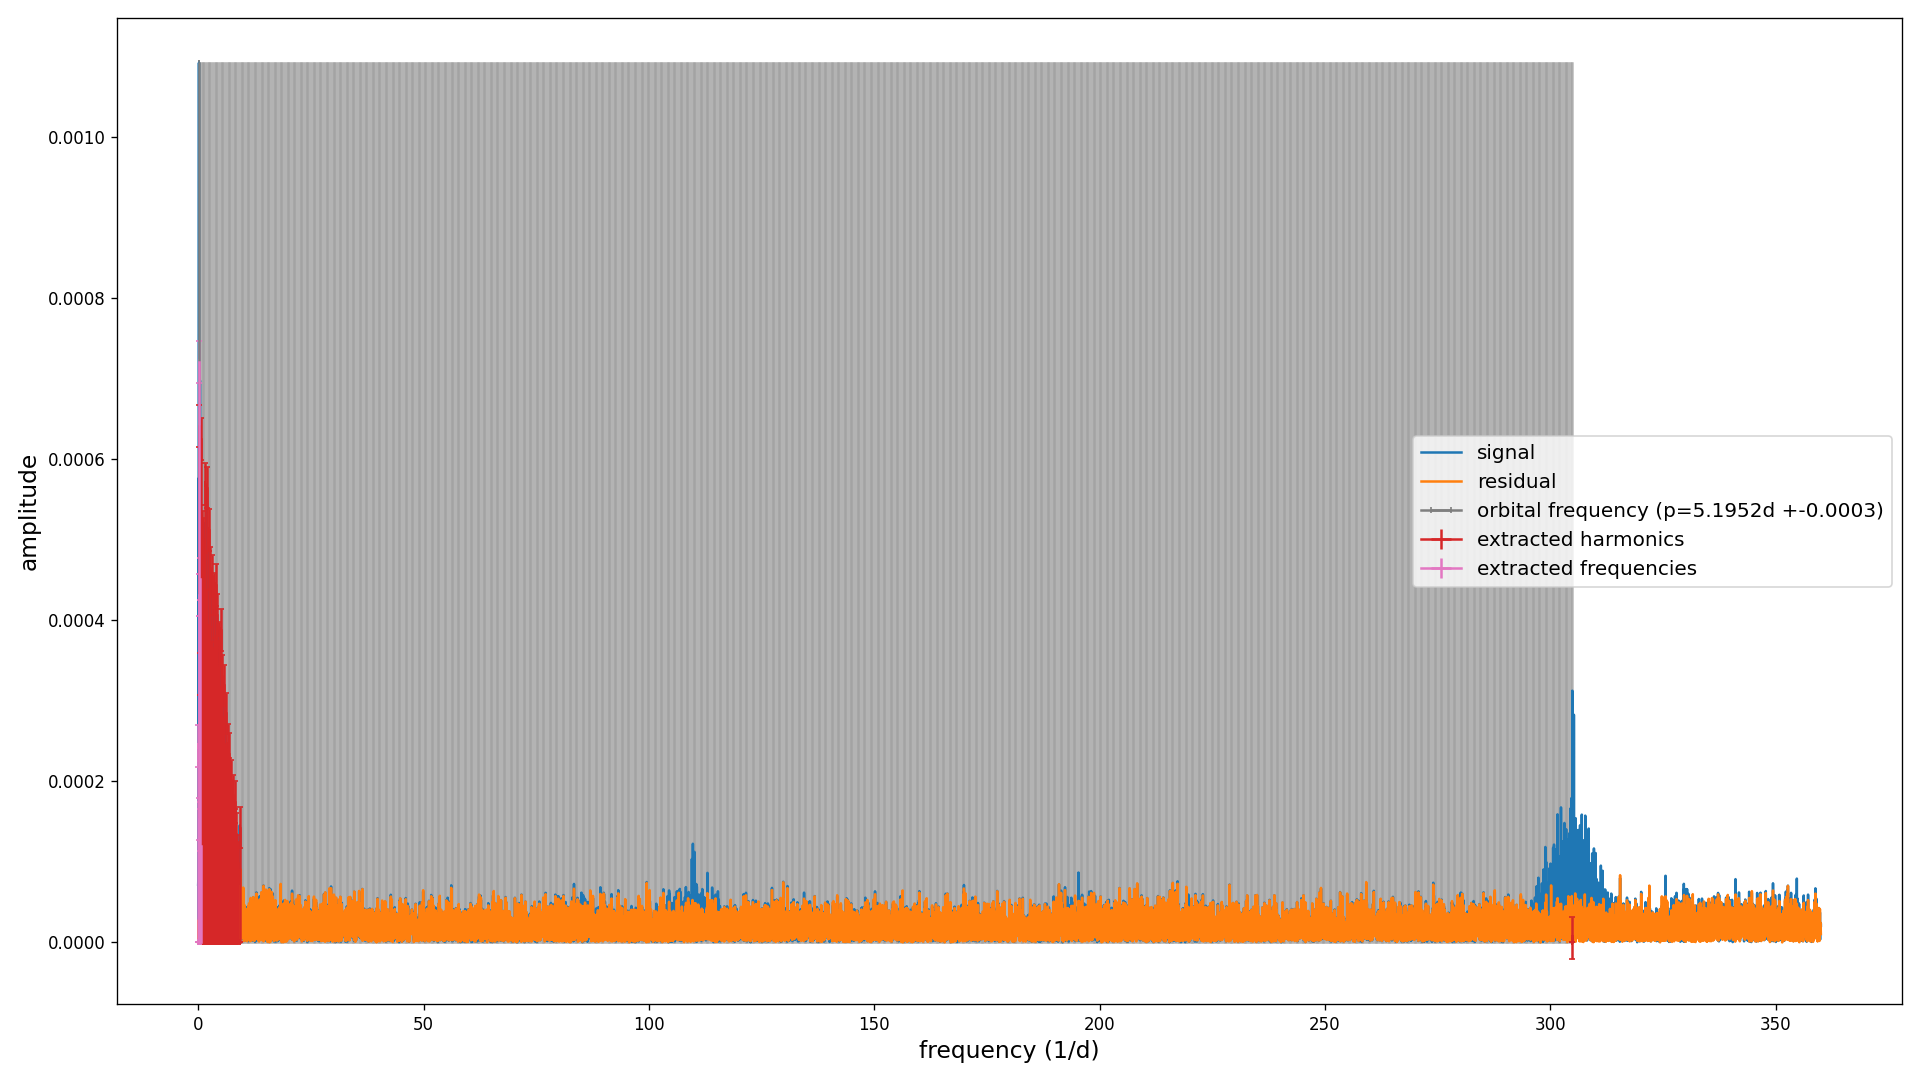 0.0010
0.0008
0.0006
0.0004
0.0002
0.0000
amplitude
signal
residual
orbital frequency (p=5.1952d +-0.0003)
extracted harmonics
extracted frequencies
0 50 100 150 200 250 300 350
frequency (1/d)